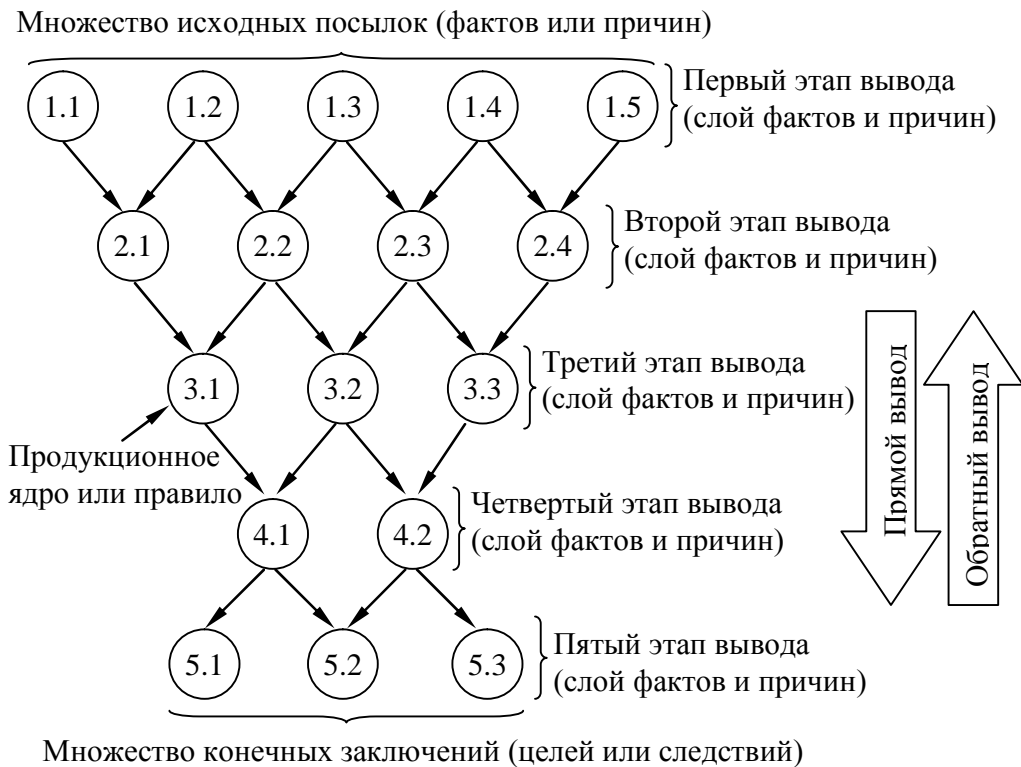 Множество исходных посылок (фактов или причин)
1.1 1.2 1.3 1.4 1.5
Первый этап вывода
(слой фактов и причин)
2.1 2.2 2.3 2.4
Второй этап вывода
(слой фактов и причин)
3.1 3.2 3.3
Третий этап вывода
(слой фактов и причин)
Продукционное
ядро или правило
4.1 4.2
Четвертый этап вывода
(слой фактов и причин)
Прямой вывод
Обратный вывод
5.1 5.2 5.3
Пятый этап вывода
(слой фактов и причин)
Множество конечных заключений (целей или следствий)